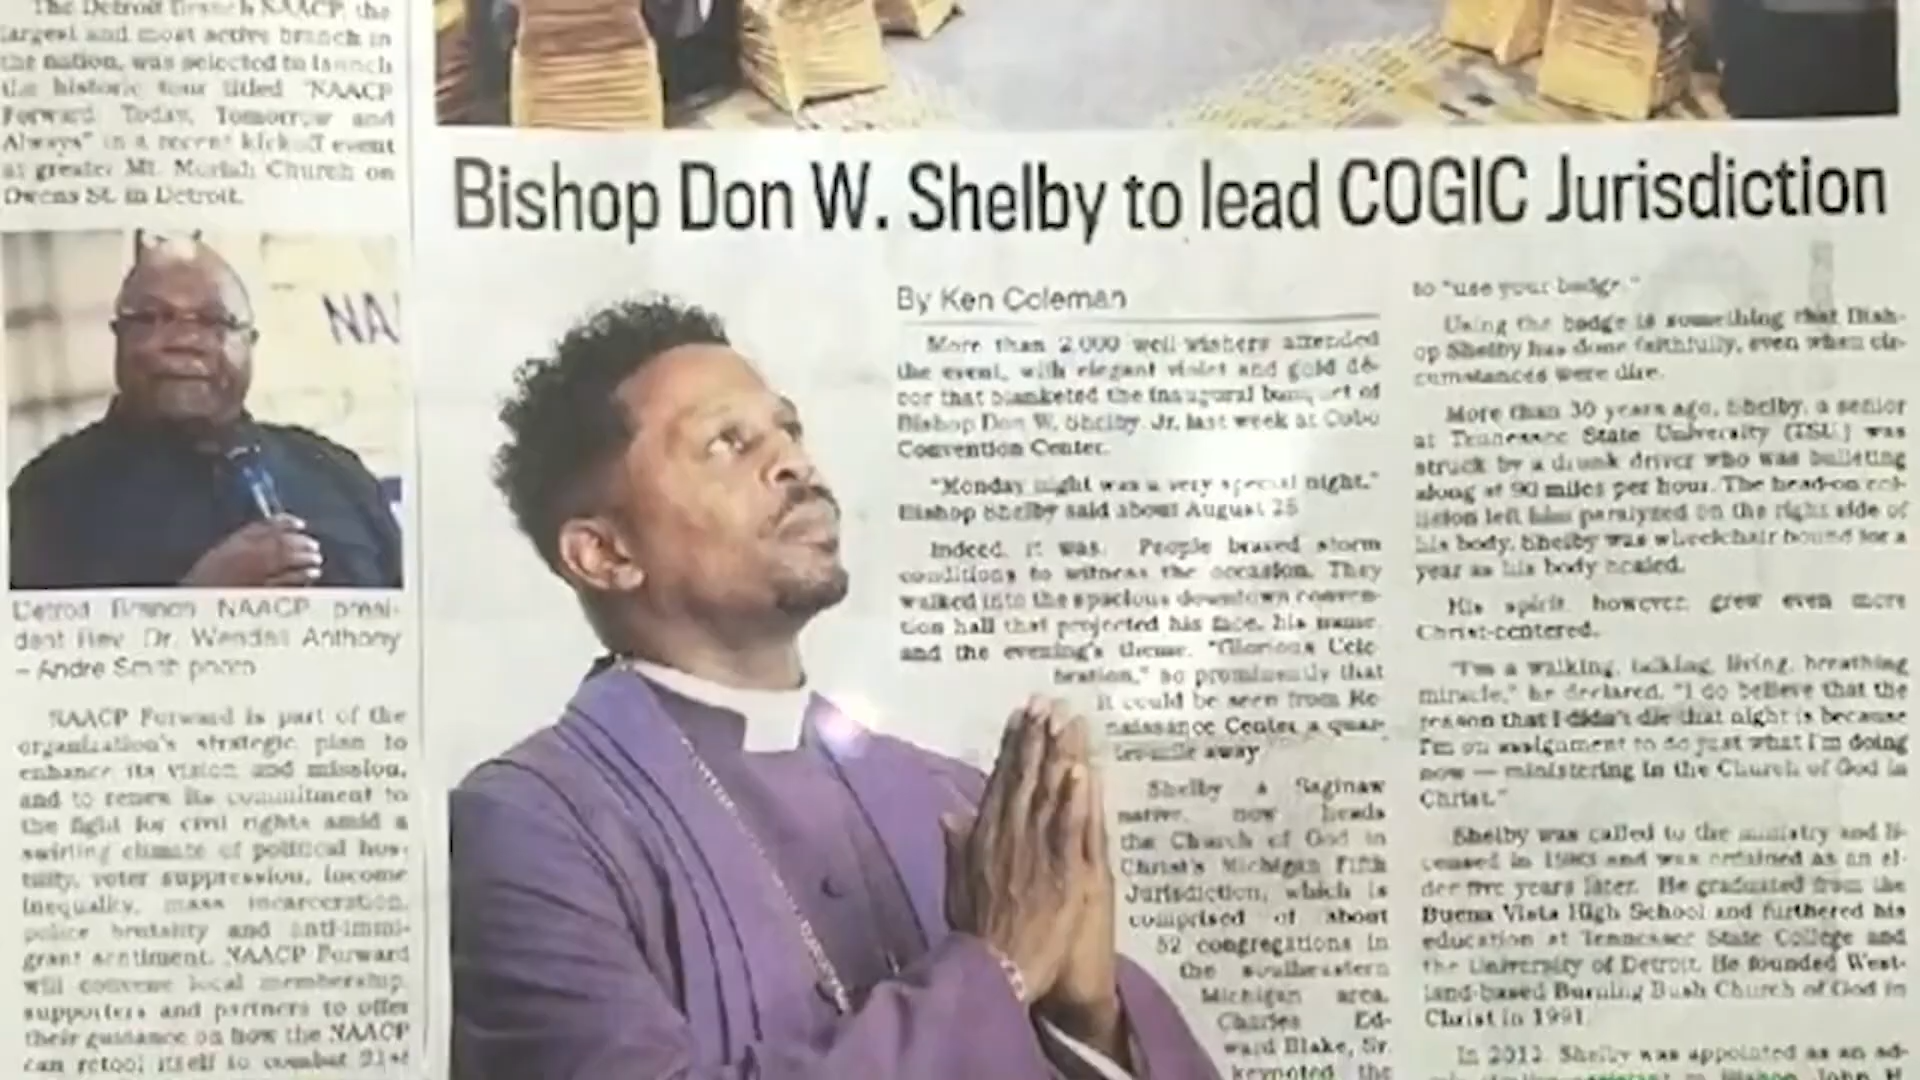 The Detroit Branch NAACP, the
largest and most active branch in
the nation, was selected to launch
the historic tour titled "NAACP
Forward: Today, Tomorrow and
Always" in a recent kickoff event
at greater Mt. Moriah Church on
Owens St. in Detroit.
NA
Detroit Branch NAACP presi-
dent Rev. Dr. Wendell Anthony
– Andre Smith photo
NAACP Forward is part of the
organization's strategic plan to
enhance its vision and mission,
and to renew its commitment to
the fight for civil rights amid a
swirling climate of political hos-
tility, voter suppression, income
inequality, mass incarceration,
police brutality and anti-immi-
grant sentiment. NAACP Forward
will convene local membership,
supporters and partners to offer
their guidance on how the NAACP
can retool itself to combat 21st
Bishop Don W. Shelby to lead COGIC Jurisdiction
By Ken Coleman
More than 2,000 well wishers attended
the event, with elegant violet and gold dé-
cor that blanketed the inaugural banquet of
Bishop Don W. Shelby, Jr. last week at Cobo
Convention Center.
"Monday night was a very special night,"
Bishop Shelby said about August 25
Indeed, it was. People braved storm
conditions to witness the occasion. They
walked into the spacious downtown conven-
tion hall that projected his face, his name
and the evening's theme, "Glorious Cele-
bration," so prominently that
it could be seen from Re-
naissance Center a quar-
ter-mile away
Shelby a Saginaw
native, now heads
the Church of God in
Christ's Michigan Fifth
Jurisdiction, which is
comprised of about
52 congregations in
the southeastern
Michigan area.
Charles Ed-
ward Blake, Sr.
keynoted the
to "use your badge."
Using the badge is something that Bish-
op Shelby has done faithfully, even when cir-
cumstances were dire.
More than 30 years ago, Shelby, a senior
at Tennessee State University (TSU) was
struck by a drunk driver who was bulleting
along at 90 miles per hour. The head-on col-
lision left him paralyzed on the right side of
his body. Shelby was wheelchair bound for a
year as his body healed.
His spirit, however, grew even more
Christ-centered.
"I'm a walking, talking, living, breathing
miracle," he declared. "I do believe that the
reason that I didn't die that night is because
I'm on assignment to do just what I'm doing
now — ministering in the Church of God in
Christ."
Shelby was called to the ministry and li-
censed in 1983 and was ordained as an el-
der five years later. He graduated from the
Buena Vista High School and furthered his
education at Tennessee State College and
the University of Detroit. He founded West-
land-based Burning Bush Church of God in
Christ in 1991.
In 2012, Shelby was appointed as an ad-
to Bishop John H.